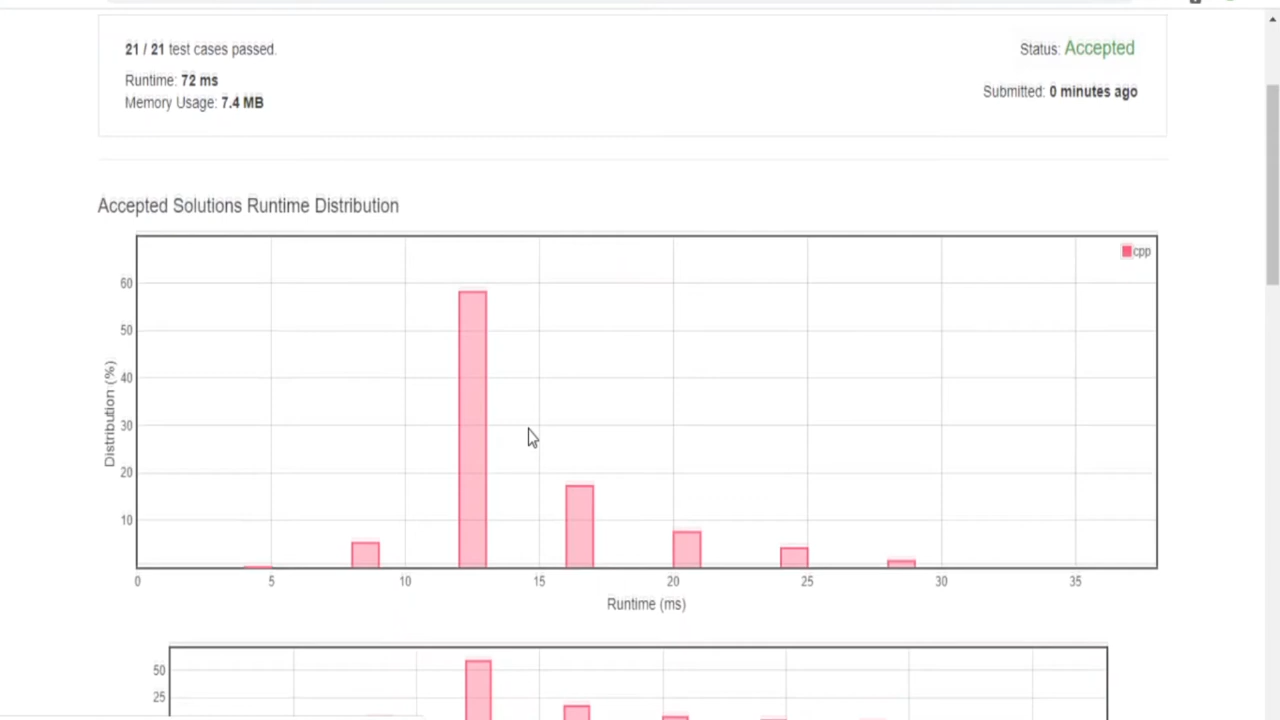 21 / 21 test cases passed.
Status: Accepted
Runtime: 72 ms
Memory Usage: 7.4 MB
Submitted: 0 minutes ago
Accepted Solutions Runtime Distribution
cpp
60
50
40
30
20
10
Distribution (%)
0 5 10 15 20 25 30 35
Runtime (ms)
50
25